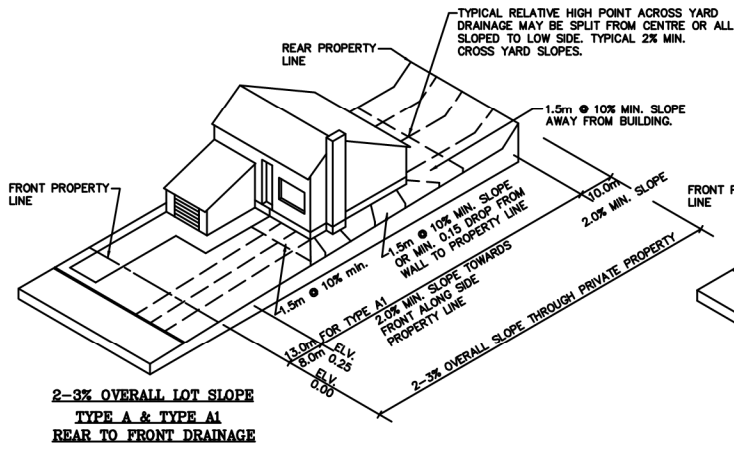 TYPICAL RELATIVE HIGH POINT ACROSS YARD
DRAINAGE MAY BE SPLIT FROM CENTRE OR ALL
SLOPED TO LOW SIDE. TYPICAL 2% MIN.
CROSS YARD SLOPES.
REAR PROPERTY
LINE
1.5m @ 10% MIN. SLOPE
AWAY FROM BUILDING.
FRONT PROPERTY
LINE
10.0m
2.0% MIN. SLOPE
FRONT P
LINE
1.5m @ 10% MIN. SLOPE
OR MIN. 0.15 DROP FROM
WALL TO PROPERTY LINE
1.5m @ 10% min.
13.0m FOR TYPE A1
8.0m
2.0% MIN. SLOPE TOWARDS
FRONT ALONG SIDE
PROPERTY LINE
ELV.
0.25
ELV.
0.00
2-3% OVERALL SLOPE THROUGH PRIVATE PROPERTY
2-3% OVERALL LOT SLOPE
TYPE A & TYPE A1
REAR TO FRONT DRAINAGE